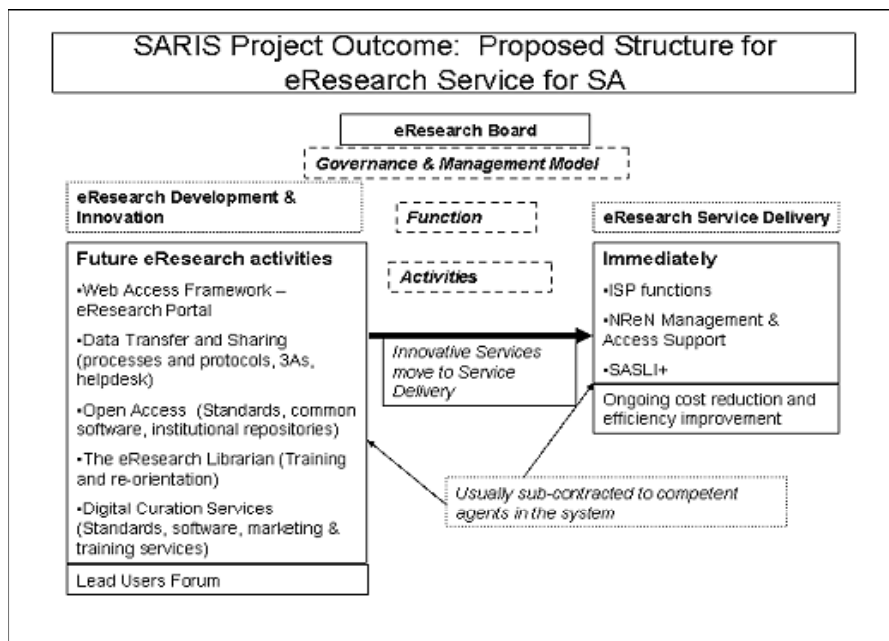 SARIS Project Outcome:  Proposed Structure for
eResearch Service for SA
eResearch Board
Governance & Management Model
eResearch Development &
Innovation
Function
eResearch Service Delivery
Future eResearch activities
•Web Access Framework –
eResearch Portal
•Data Transfer and Sharing
(processes and protocols, 3As,
helpdesk)
•Open Access  (Standards, common
software, institutional repositories)
•The eResearch Librarian (Training
and re-orientation)
•Digital Curation Services
(Standards, software, marketing &
training services)
Lead Users Forum
Activities
Innovative Services
move to Service
Delivery
Immediately
•ISP functions
•NReN Management &
Access Support
•SASLI+
Ongoing cost reduction and
efficiency improvement
Usually sub-contracted to competent
agents in the system